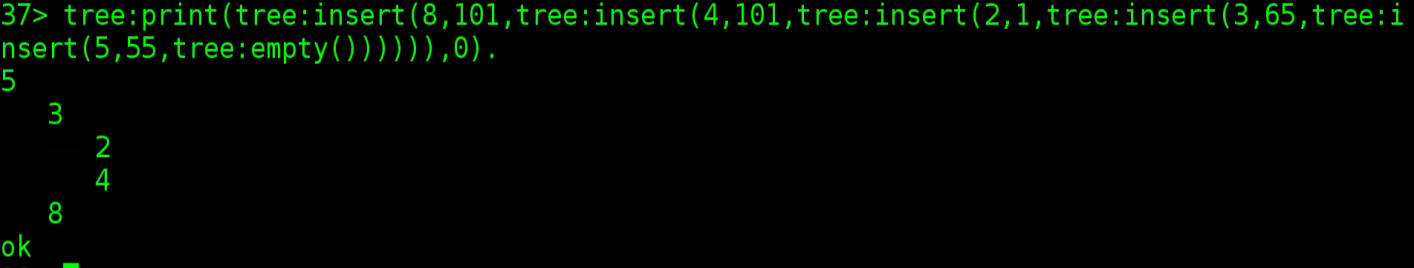 37> tree:print(tree:insert(8,101,tree:insert(4,101,tree:insert(2,1,tree:insert(3,65,tree:i
nsert(5,55,tree:empty()))))),0).
5
   3
      2
      4
   8
ok